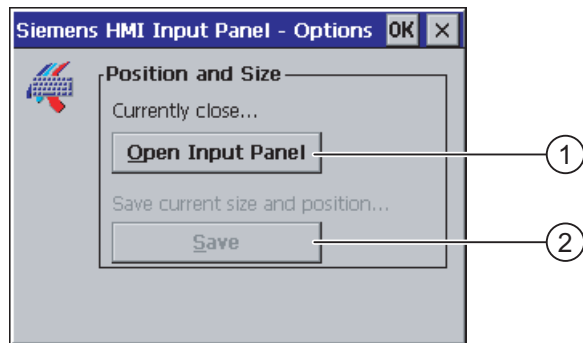 Siemens HMI Input Panel - Options OK ×
Position and Size
Currently close...
Open Input Panel
1
Save current size and position...
Save
2